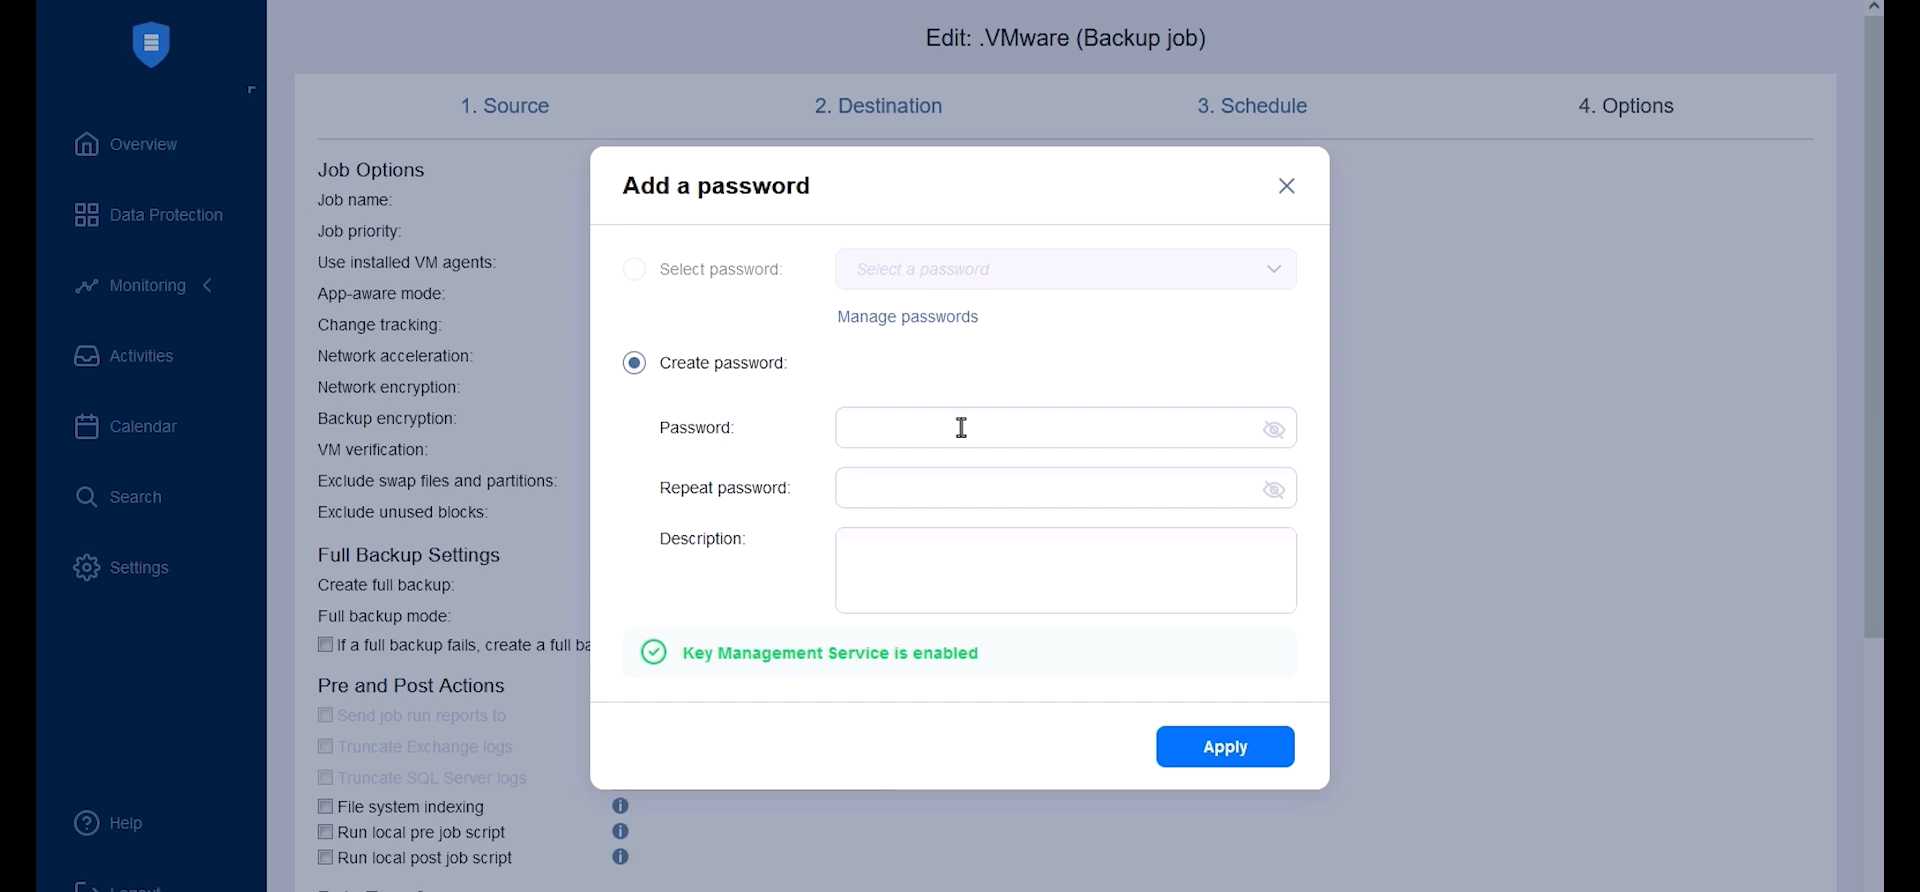 Edit: .VMware (Backup job)
Overview
Data Protection
Monitoring
Activities
Calendar
Search
Settings
Help
1. Source
2. Destination
3. Schedule
4. Options
Job Options
Job name:
Job priority:
Use installed VM agents:
App-aware mode:
Change tracking:
Network acceleration:
Network encryption:
Backup encryption:
VM verification:
Exclude swap files and partitions:
Exclude unused blocks:
Full Backup Settings
Create full backup:
Full backup mode:
If a full backup fails, create a full ba
Pre and Post Actions
Send job run reports to
Truncate Exchange logs
Truncate SQL Server logs
File system indexing
Run local pre job script
Run local post job script
Add a password
Select password:
Select a password
Manage passwords
Create password:
Password:
Repeat password:
Description:
Key Management Service is enabled
Apply